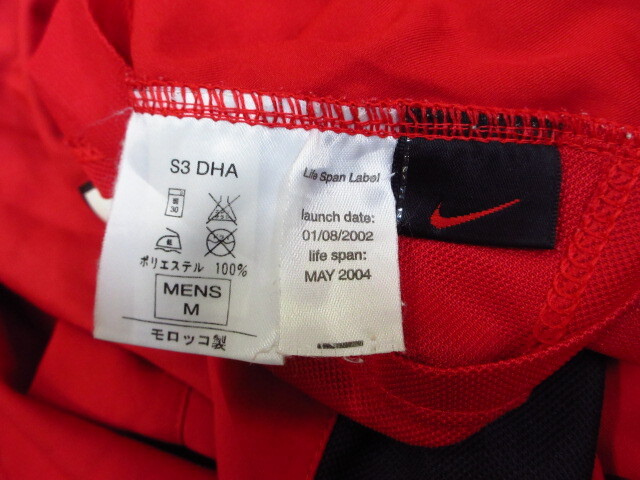 S3 DHA
30
ポリエステル 100%
MENS
M
モロッコ製
Life Span Label
launch date:
01/08/2002
life span:
MAY 2004